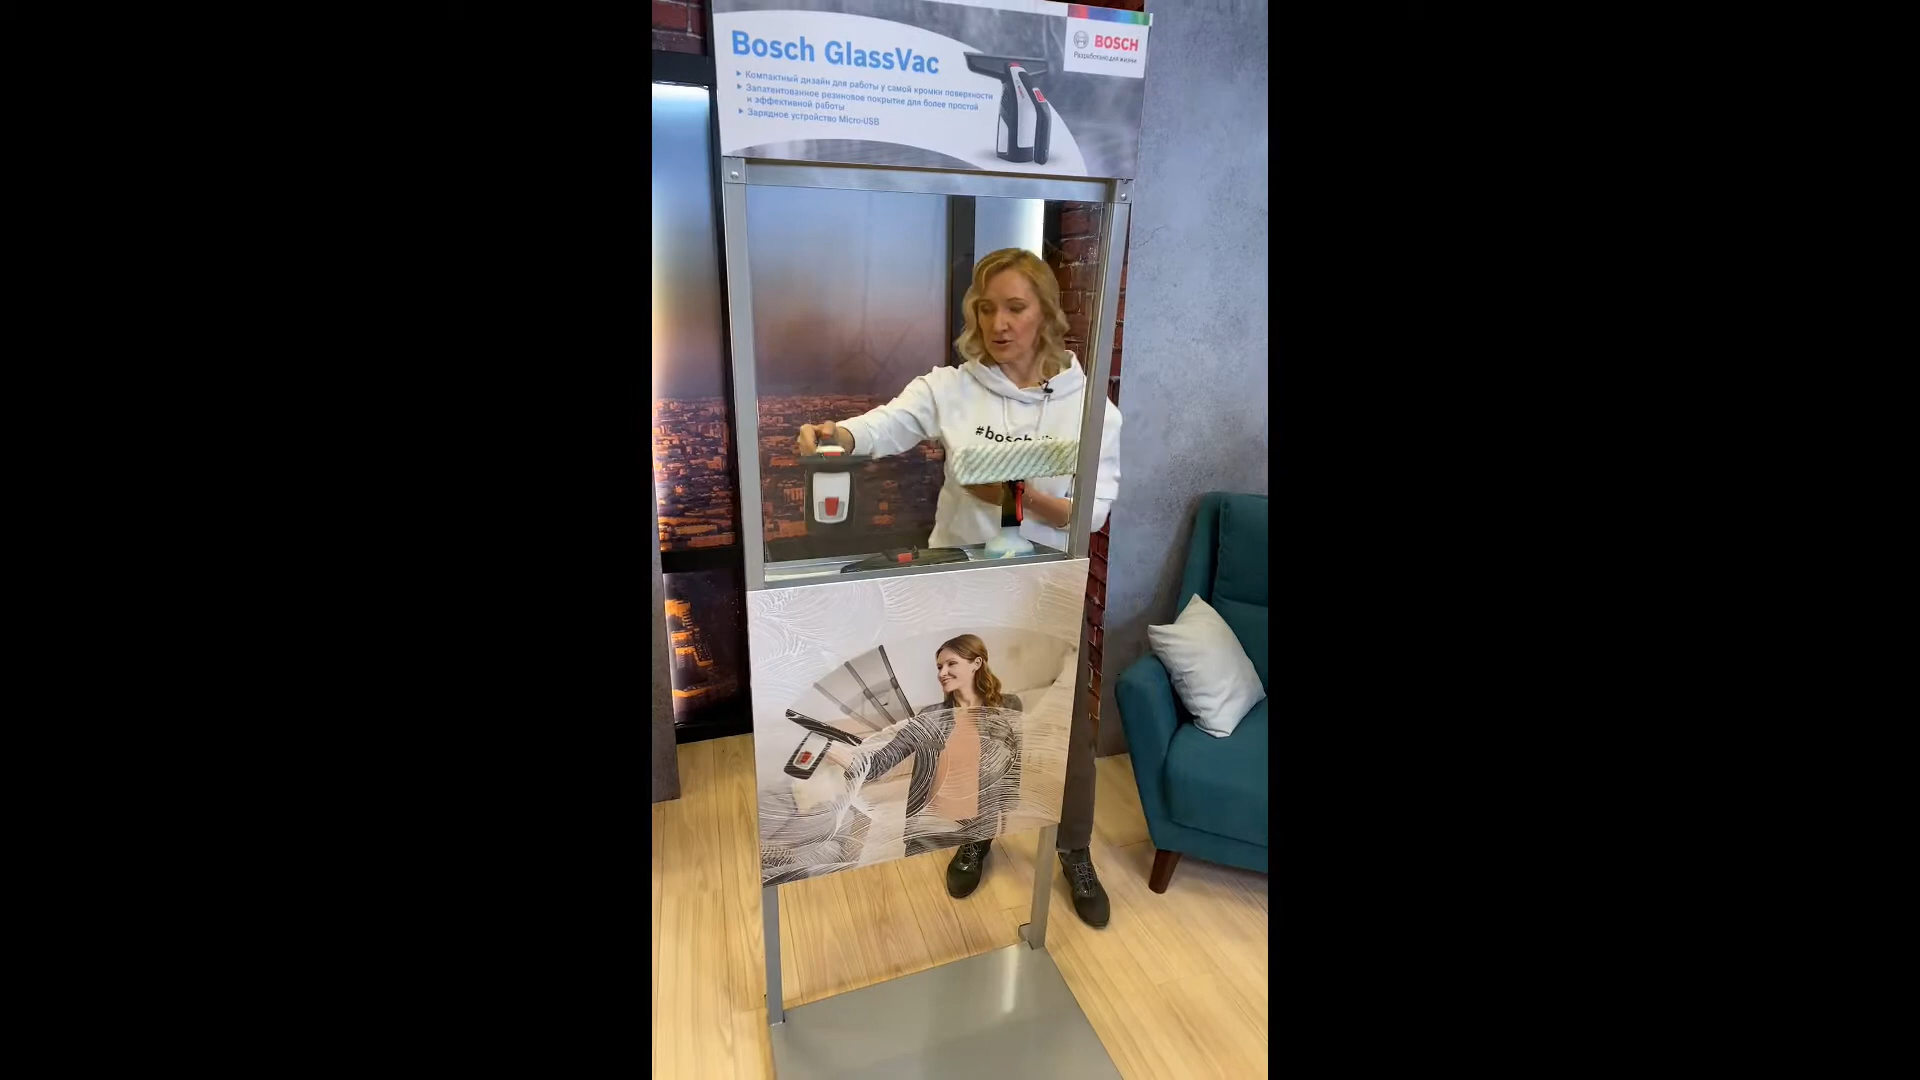 Bosch GlassVac
BOSCH
Разработано для жизни
▸ Компактный дизайн для работы у самой кромки поверхности
▸ Запатентованное резиновое покрытие для более простой
и эффективной работы
▸ Зарядное устройство Micro-USB
#bosch